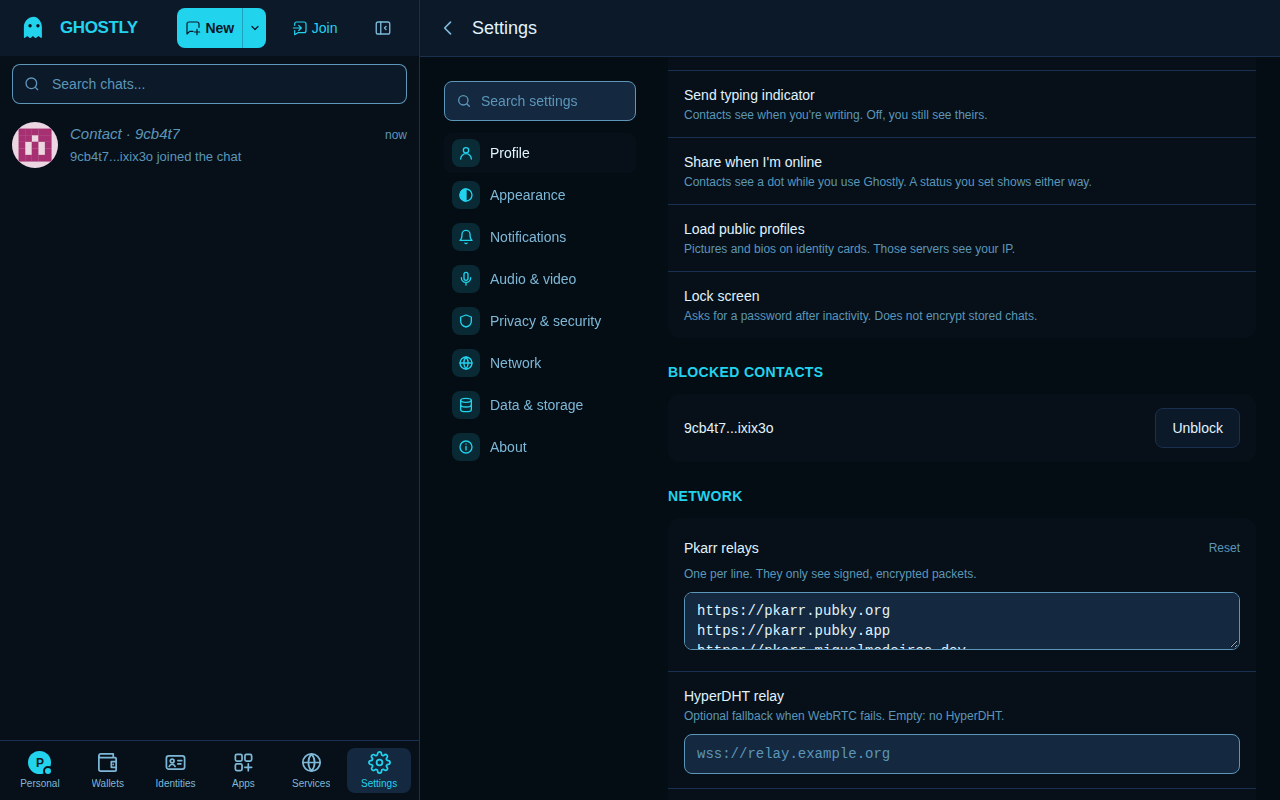 GHOSTLY
New
Join
Search chats...
Contact · 9cb4t7
now
9cb4t7...ixix3o joined the chat
P
Personal
Wallets
Identities
Apps
Services
Settings
Settings
Search settings
Profile
Appearance
Notifications
Audio & video
Privacy & security
Network
Data & storage
About
Send typing indicator
Contacts see when you're writing. Off, you still see theirs.
Share when I'm online
Contacts see a dot while you use Ghostly. A status you set shows either way.
Load public profiles
Pictures and bios on identity cards. Those servers see your IP.
Lock screen
Asks for a password after inactivity. Does not encrypt stored chats.
BLOCKED CONTACTS
9cb4t7...ixix3o
Unblock
NETWORK
Pkarr relays
Reset
One per line. They only see signed, encrypted packets.
https://pkarr.pubky.org
https://pkarr.pubky.app
https://pkarr.miguelmedeiros.dev
HyperDHT relay
Optional fallback when WebRTC fails. Empty: no HyperDHT.
wss://relay.example.org